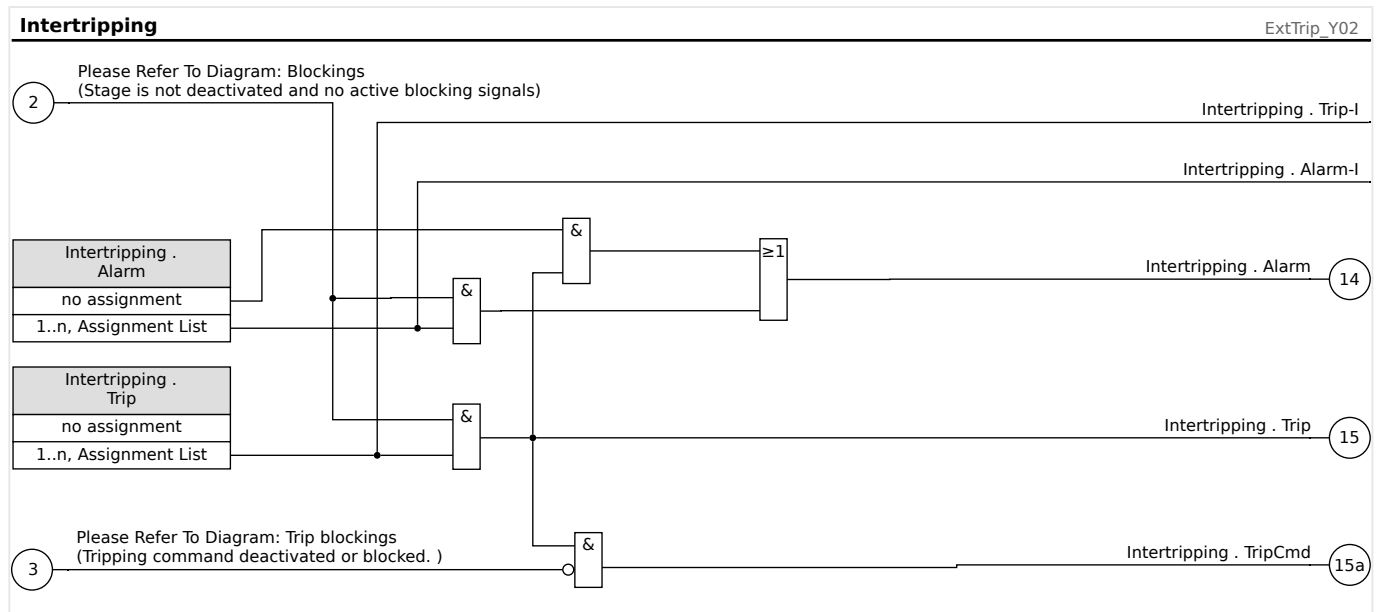 Intertripping
ExtTrip_Y02
Please Refer To Diagram: Blockings
(Stage is not deactivated and no active blocking signals)
2
Intertripping . Trip-I
Intertripping . Alarm-I
&
≥1
Intertripping .
Alarm
no assignment
1..n, Assignment List
&
Intertripping . Alarm
14
Intertripping .
Trip
no assignment
1..n, Assignment List
&
Intertripping . Trip
15
Please Refer To Diagram: Trip blockings
(Tripping command deactivated or blocked. )
3
&
Intertripping . TripCmd
15a